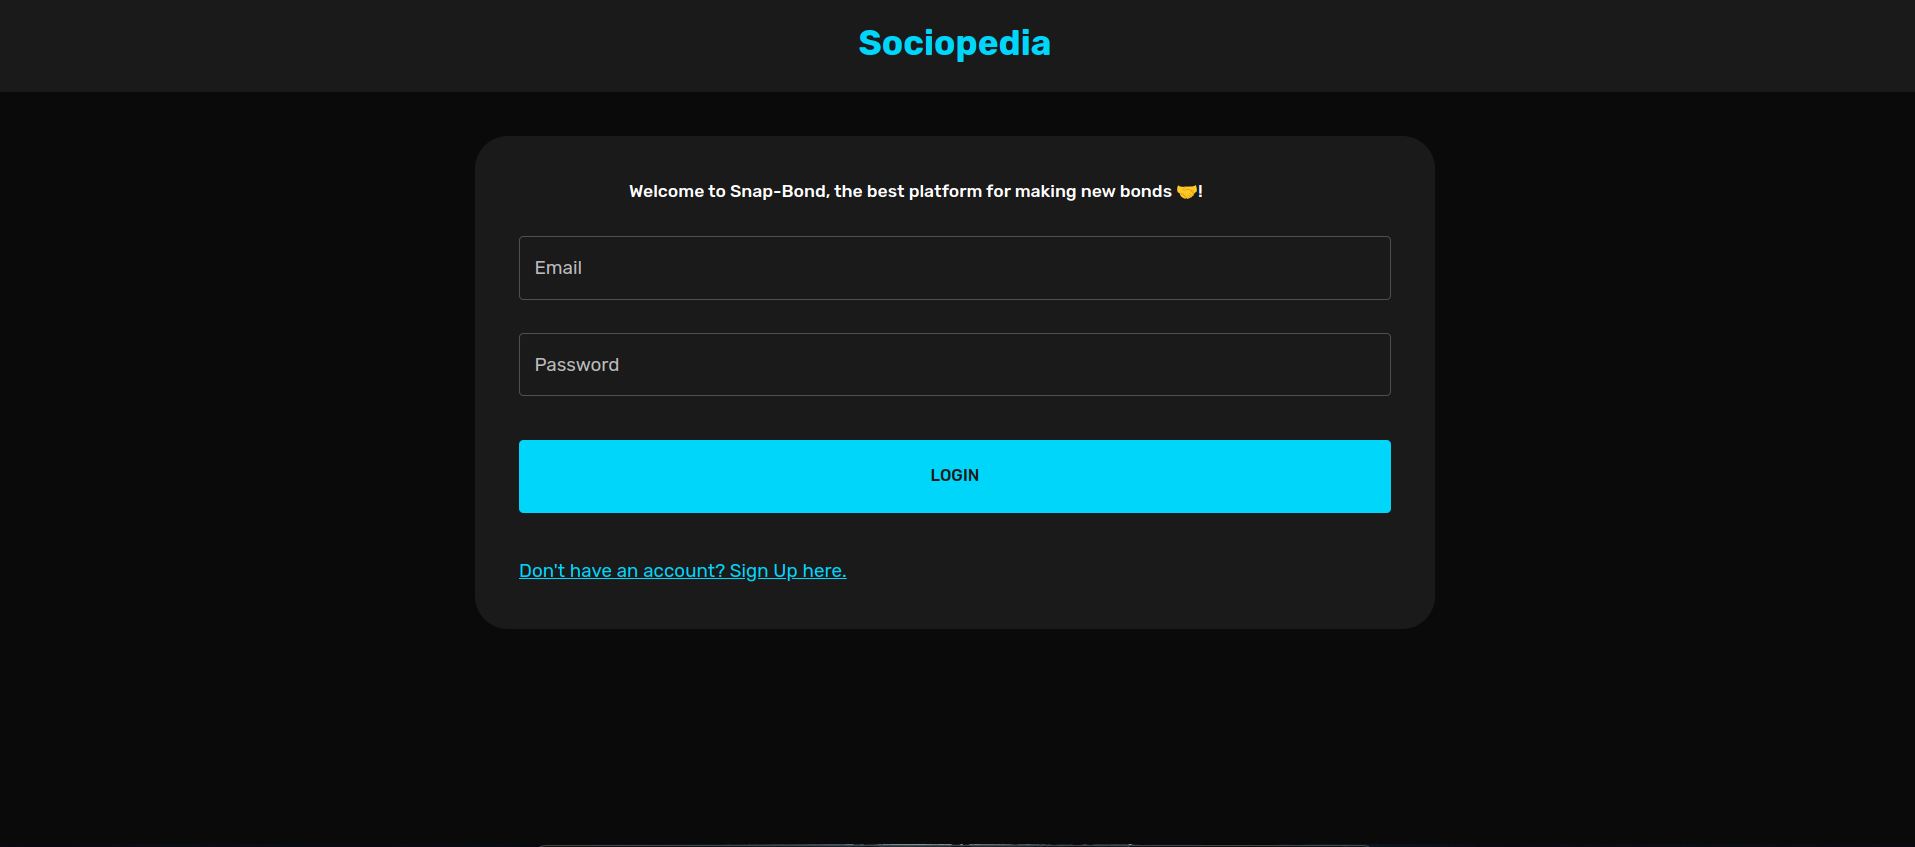 Sociopedia
Welcome to Snap-Bond, the best platform for making new bonds 🤝!
Email
Password
LOGIN
Don't have an account? Sign Up here.